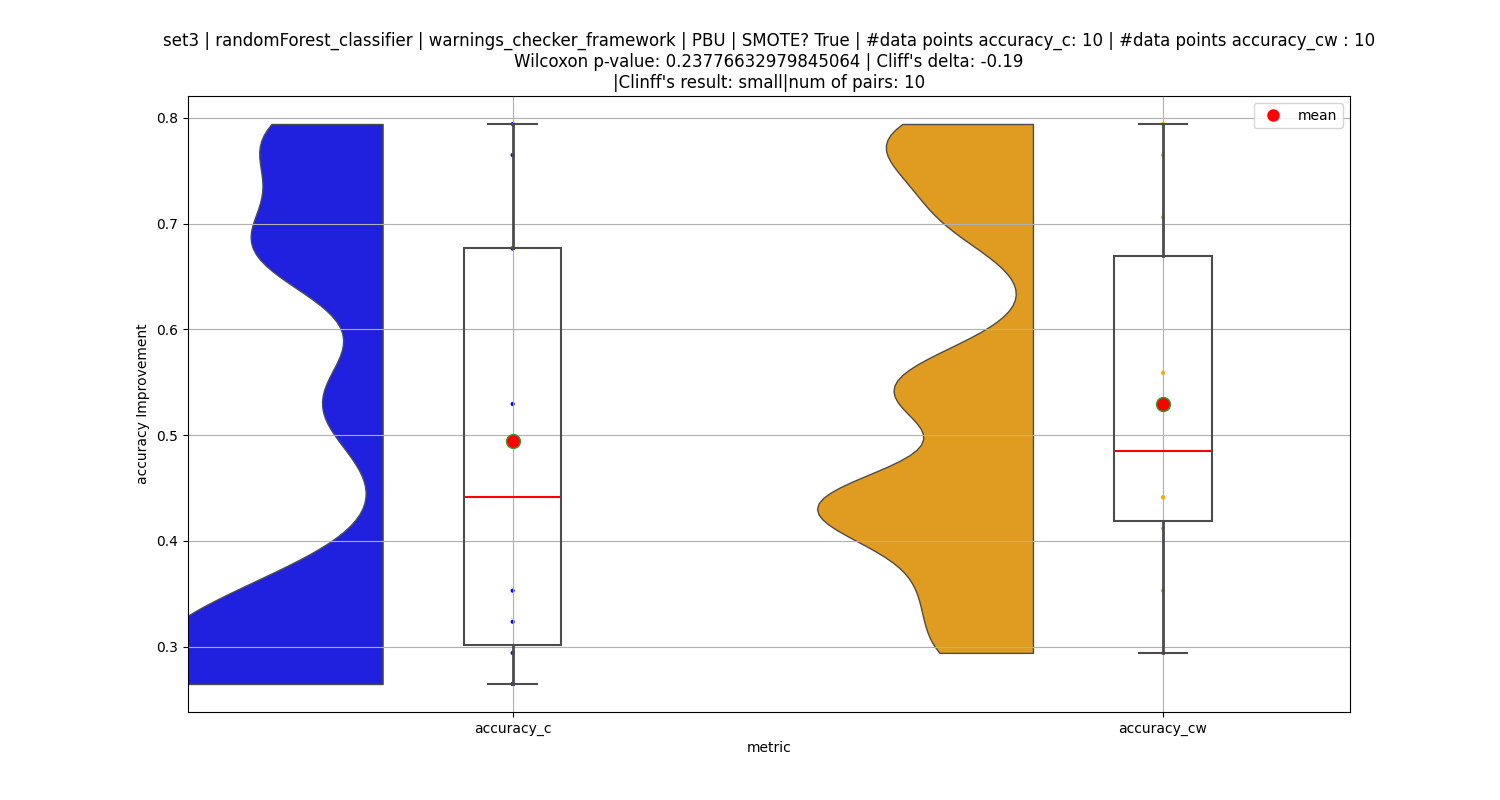 set3 | randomForest_classifier | warnings_checker_framework | PBU | SMOTE? True | #data points accuracy_c: 10 | #data points accuracy_cw : 10
Wilcoxon p-value: 0.23776632979845064 | Cliff's delta: -0.19
|Clinff's result: small|num of pairs: 10
mean
accuracy Improvement
0.8
0.7
0.6
0.5
0.4
0.3
accuracy_c
accuracy_cw
metric